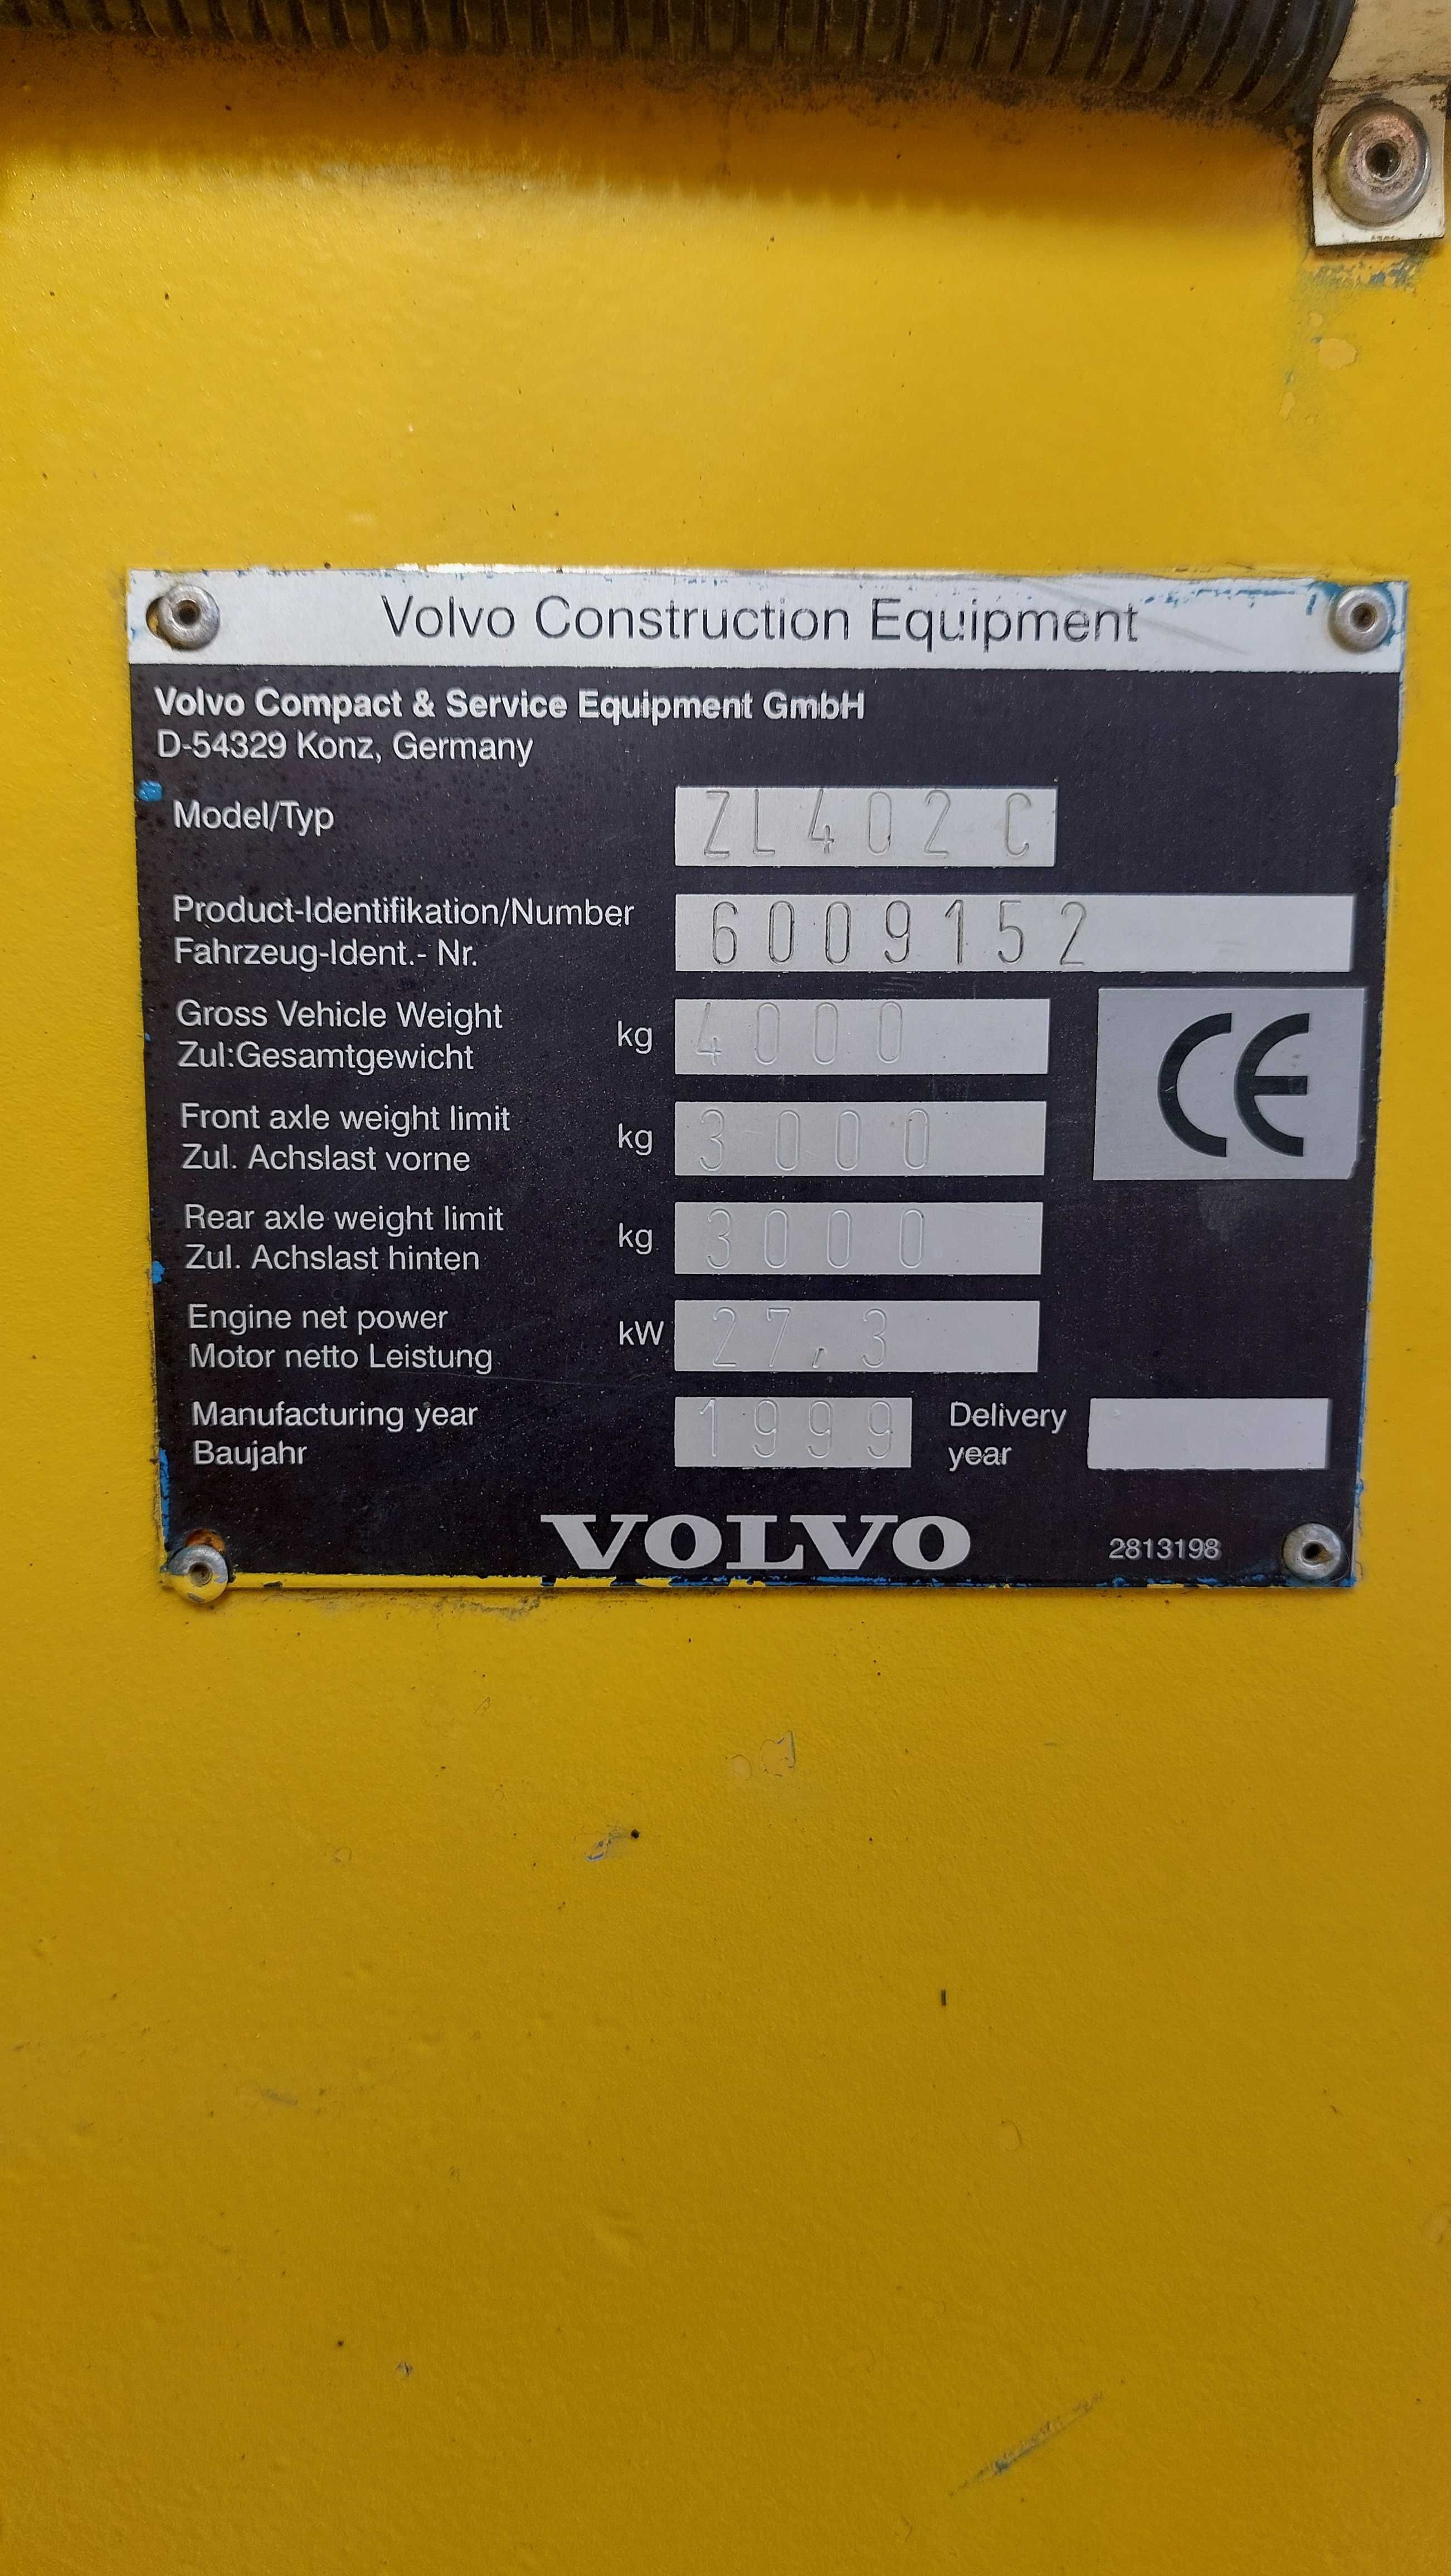 Volvo Construction Equipment
Volvo Compact & Service Equipment GmbH
D-54329 Konz, Germany
Model/Typ ZL402 C
Product-Identifikation/Number
Fahrzeug-Ident.- Nr. 6009152
Gross Vehicle Weight
Zul:Gesamtgewicht kg 4000
CE
Front axle weight limit
Zul. Achslast vorne kg 3000
Rear axle weight limit
Zul. Achslast hinten kg 3000
Engine net power
Motor netto Leistung kW 27,3
Manufacturing year
Baujahr 1999
Delivery
year
VOLVO 2813198